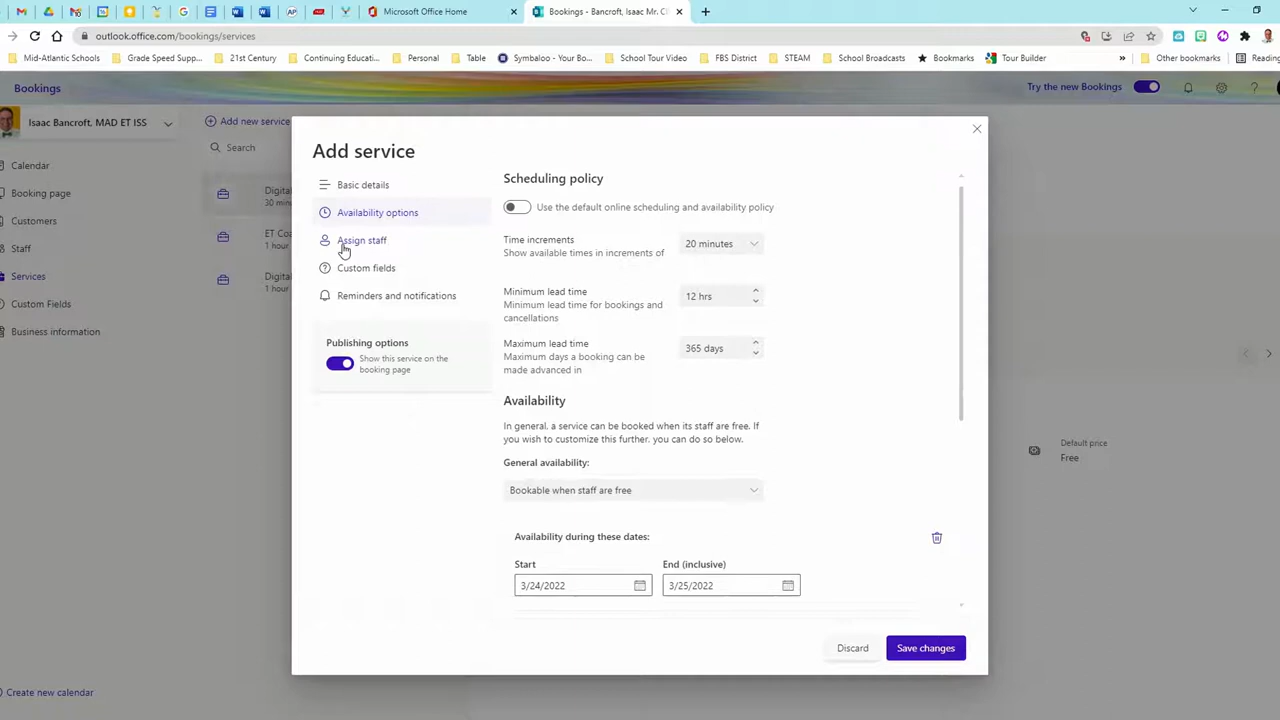 Microsoft Office Home
Bookings - Bancroft, Isaac Mr. CI
outlook.office.com/bookings/services
Mid-Atlantic Schools
Grade Speed Supp...
21st Century
Continuing Educati...
Personal
Table
Symbaloo - Your Bo...
School Tour Video
FBS District
STEAM
School Broadcasts
Bookmarks
Tour Builder
Other bookmarks
Reading
Bookings
Try the new Bookings
Isaac Bancroft, MAD ET ISS
Add new service
Search
Calendar
Booking page
Customers
Staff
Services
Custom Fields
Business information
Create new calendar
Digital
30 min
ET Co
1 hour
Digital
1 hour
Add service
Basic details
Availability options
Assign staff
Custom fields
Reminders and notifications
Publishing options
Show this service on the
booking page
Scheduling policy
Use the default online scheduling and availability policy
Time increments
Show available times in increments of
20 minutes
Minimum lead time
Minimum lead time for bookings and
cancellations
12 hrs
Maximum lead time
Maximum days a booking can be
made advanced in
365 days
Availability
In general, a service can be booked when its staff are free. If
you wish to customize this further, you can do so below.
General availability:
Bookable when staff are free
Availability during these dates:
Start
End (inclusive)
3/24/2022
3/25/2022
Discard
Save changes
Default price
Free